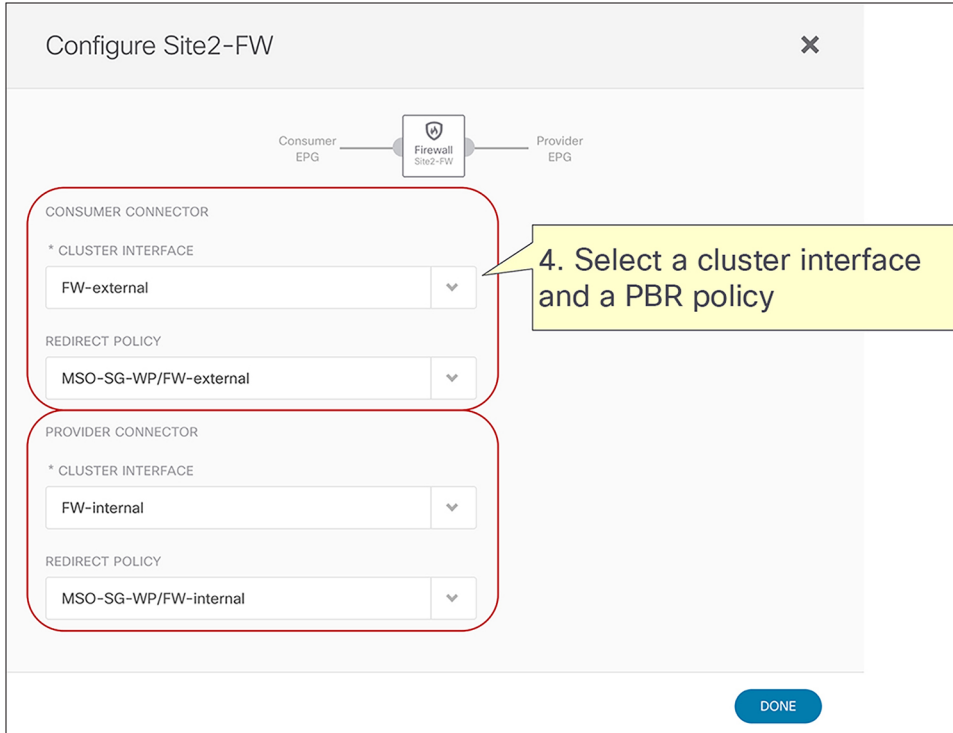 Configure Site2-FW
Consumer
EPG
Firewall
Site2-FW
Provider
EPG
CONSUMER CONNECTOR
* CLUSTER INTERFACE
FW-external
REDIRECT POLICY
MSO-SG-WP/FW-external
4. Select a cluster interface
and a PBR policy
PROVIDER CONNECTOR
* CLUSTER INTERFACE
FW-internal
REDIRECT POLICY
MSO-SG-WP/FW-internal
DONE